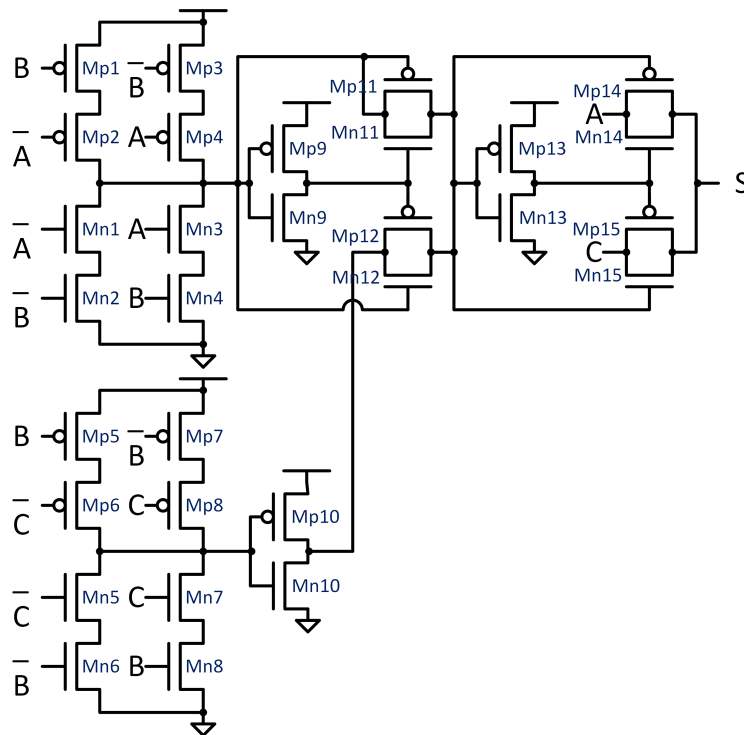 B Mp1 B̅ Mp3
A̅ Mp2 A Mp4
Mp11 Mp14
A
Mn11 Mn14
Mp9 Mp13
S
A̅ Mn1 A Mn3 Mn9 Mn13
Mp12 Mp15
C
Mn12 Mn15
B̅ Mn2 B Mn4
B Mp5 B̅ Mp7
C̅ Mp6 C Mp8
Mp10
C̅ Mn5 C Mn7 Mn10
B̅ Mn6 B Mn8